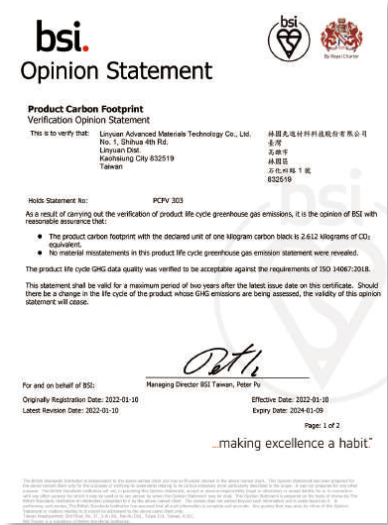 bsi.
bsi
By Royal Charter
Opinion Statement
Product Carbon Footprint
Verification Opinion Statement
This is to verify that:
Linyuan Advanced Materials Technology Co., Ltd.
No. 1, Shihua 4th Rd.
Linyuan Dist.
Kaohsiung City 832519
Taiwan
林園先進材料科技股份有限公司
臺灣
高雄市
林園區
石化四路 1 號
832519
Holds Statement No:
PCFV 303
As a result of carrying out the verification of product life cycle greenhouse gas emissions, it is the opinion of BSI with
reasonable assurance that:
● The product carbon footprint with the declared unit of one kilogram carbon black is 2.612 kilograms of CO₂
equivalent.
● No material misstatements in this product life cycle greenhouse gas emission statement were revealed.
The product life cycle GHG data quality was verified to be acceptable against the requirements of ISO 14067:2018.
This statement shall be valid for a maximum period of two years after the latest issue date on this certificate. Should
there be a change in the life cycle of the product whose GHG emissions are being assessed, the validity of this opinion
statement will cease.
For and on behalf of BSI:
Managing Director BSI Taiwan, Peter Pu
Originally Registration Date: 2022-01-10
Effective Date: 2022-01-10
Latest Revision Date: 2022-01-10
Expiry Date: 2024-01-09
Page: 1 of 2
...making excellence a habit.™